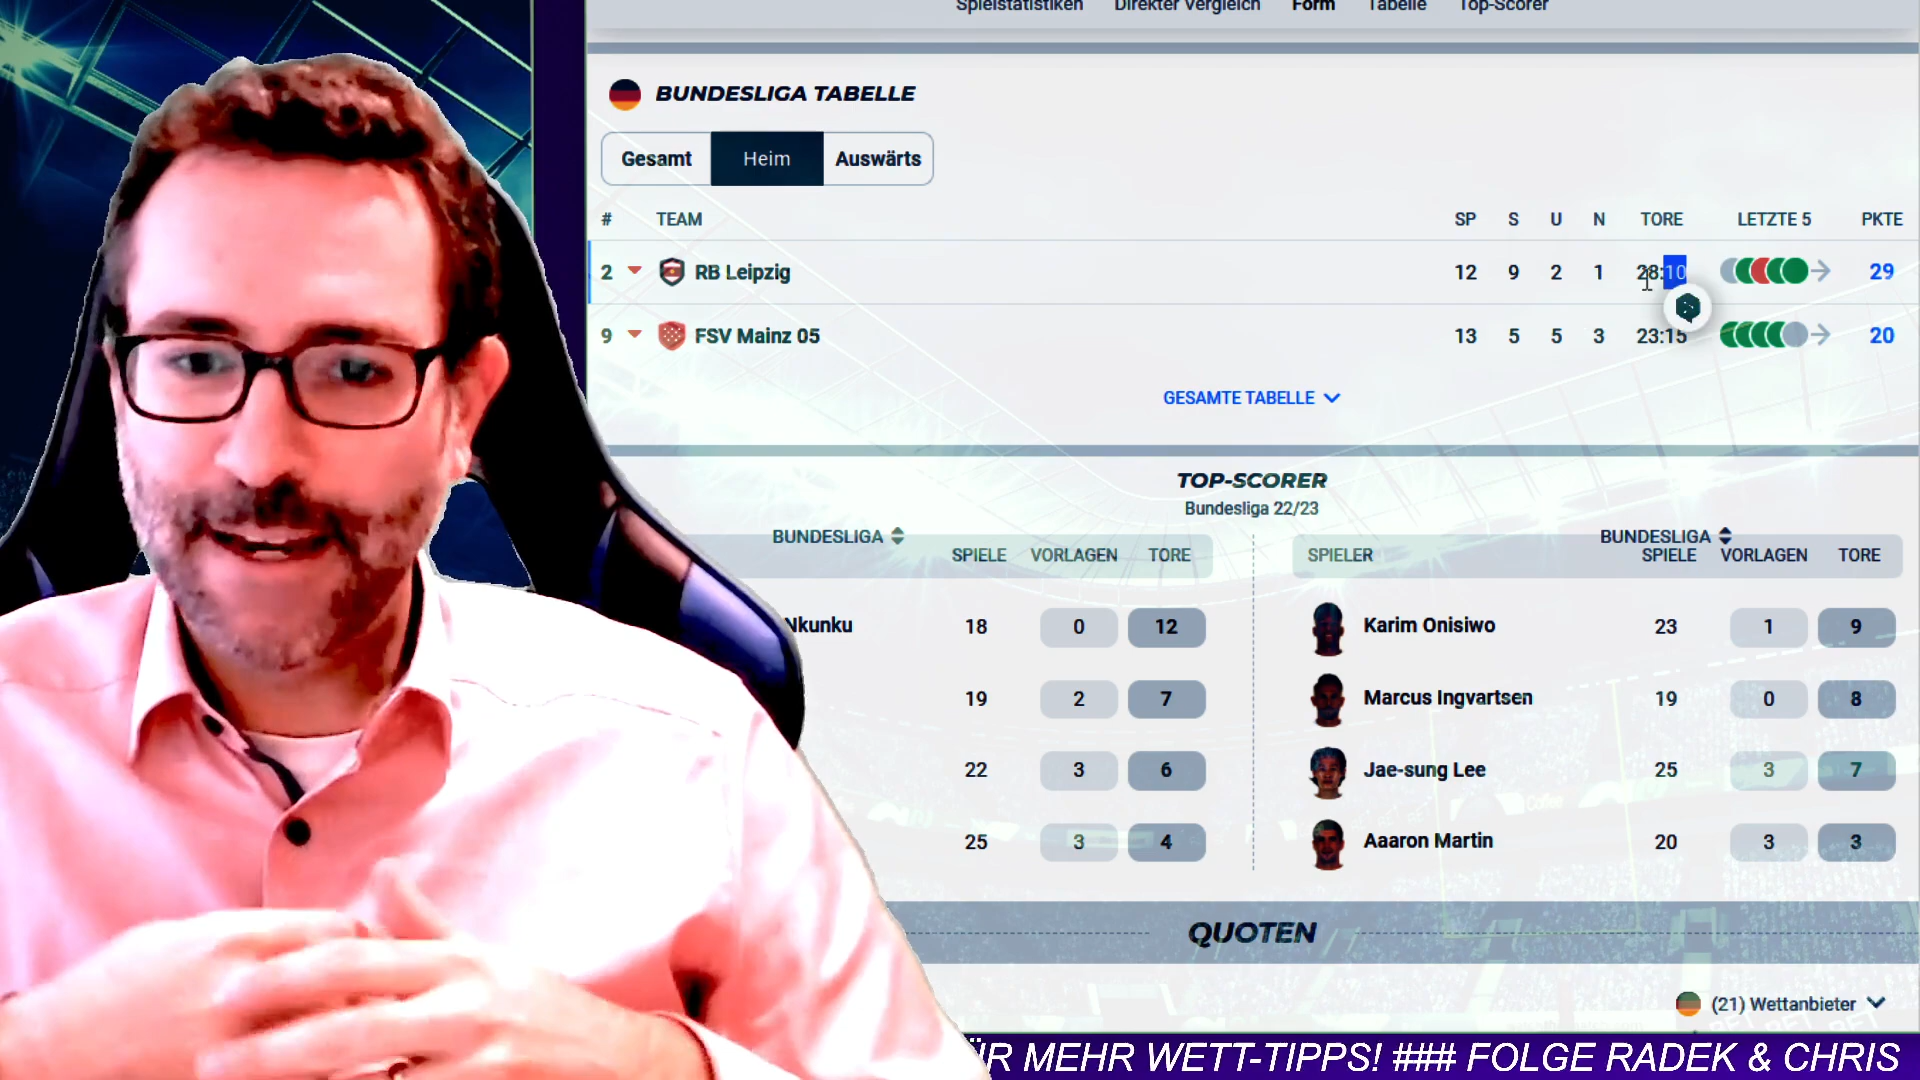 Spielstatistiken Direkter Vergleich Form Tabelle Top-Scorer
BUNDESLIGA TABELLE
Gesamt Heim Auswärts
# TEAM SP S U N TORE LETZTE 5 PKTE
2 RB Leipzig 12 9 2 1 28:10 29
9 FSV Mainz 05 13 5 5 3 23:15 20
GESAMTE TABELLE
TOP-SCORER
Bundesliga 22/23
BUNDESLIGA BUNDESLIGA
SPIELE VORLAGEN TORE SPIELER SPIELE VORLAGEN TORE
Nkunku 18 0 12 Karim Onisiwo 23 1 9
19 2 7 Marcus Ingvartsen 19 0 8
22 3 6 Jae-sung Lee 25 3 7
25 3 4 Aaaron Martin 20 3 3
QUOTEN
(21) Wettanbieter
ÜR MEHR WETT-TIPPS! ### FOLGE RADEK & CHRIS